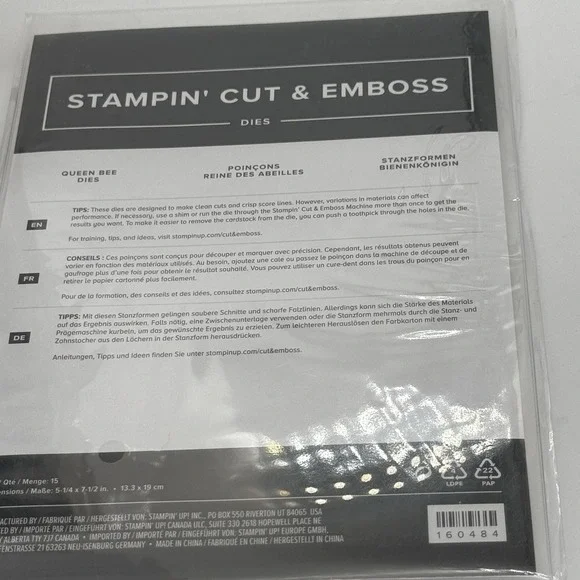 STAMPIN' CUT & EMBOSS
DIES
QUEEN BEE
DIES
POINÇONS
REINE DES ABEILLES
STANZFORMEN
BIENENKÖNIGIN
EN
TIPS: These dies are designed to make clean cuts and crisp score lines. However, variations in materials can affect
performance. If necessary, use a shim or run the die through the Stampin' Cut & Emboss Machine more than once to get the
results you want. To make it easier to remove the cardstock from the die, you can push a toothpick through the holes in the die.
For training, tips, and ideas, visit stampinup.com/cut&emboss.
FR
CONSEILS : Ces poinçons sont conçus pour découper et marquer avec précision. Cependant, les résultats obtenus peuvent
varier en fonction des matériaux utilisés. Au besoin, ajoutez une cale ou passez le poinçon dans la machine de découpe et de
gaufrage plus d'une fois pour obtenir le résultat souhaité. Vous pouvez utiliser un cure-dent dans les trous du poinçon pour en
retirer le papier cartonné plus facilement.
Pour de la formation, des conseils et des idées, consultez stampinup.com/cut&emboss.
DE
TIPPS: Mit diesen Stanzformen gelingen saubere Schnitte und scharfe Falzlinien. Allerdings kann sich die Stärke des Materials
auf das Ergebnis auswirken. Falls nötig, eine Zwischenunterlage verwenden oder die Stanzform mehrmals durch die Stanz- und
Prägemaschine kurbeln, um das gewünschte Ergebnis zu erzielen. Zum leichteren Herauslösen den Farbkarton mit einem
Zahnstocher aus den Löchern in der Stanzform herausdrücken.
Anleitungen, Tipps und Ideen finden Sie unter stampinup.com/cut&emboss.
/ Qte / Menge: 15
nsions / Maße: 5-1/4 x 7-1/2 in. • 13.3 x 19 cm
4
LDPE
22
PAP
FACTURED BY / FABRIQUÉ PAR / HERGESTELLT VON: STAMPIN' UP! INC., PO BOX 550 RIVERTON UT 84065 USA
TED BY / IMPORTÉ PAR / EINGEFÜHRT VON: STAMPIN' UP! CANADA ULC, SUITE 330 2618 HOPEWELL PLACE NE
Y ALBERTA T1Y 7J7 CANADA • IMPORTED BY / IMPORTÉ PAR / EINGEFÜHRT VON: STAMPIN' UP! EUROPE GMBH,
FENSTRASSE 21 63263 NEU-ISENBURG GERMANY • MADE IN CHINA / FABRIQUÉ EN CHINE / HERGESTELLT IN CHINA
160484